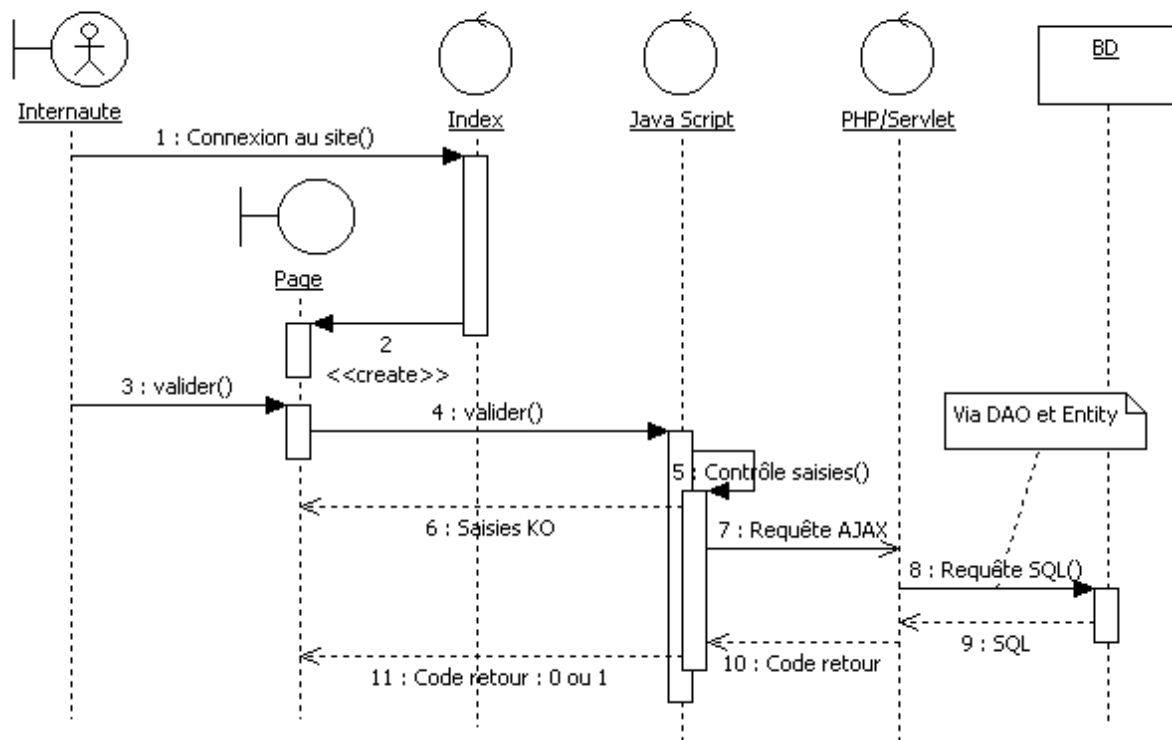 BD
Internaute
Index
Java Script
PHP/Servlet
1 : Connexion au site()
Page
2
<<create>>
3 : valider()
4 : valider()
Via DAO et Entity
5 : Contrôle saisies()
6 : Saisies KO
7 : Requête AJAX
8 : Requête SQL()
9 : SQL
10 : Code retour
11 : Code retour : 0 ou 1